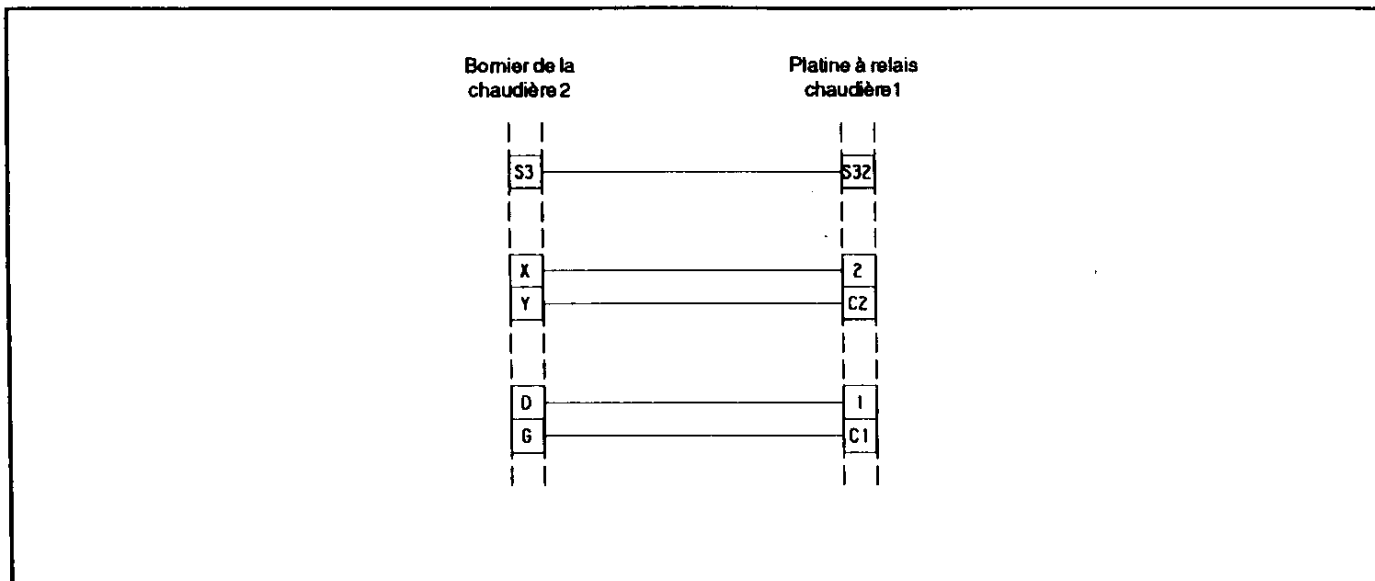 Bornier de la
chaudière 2
Platine à relais
chaudière 1
S3
S32
X
2
Y
C2
D
1
G
C1